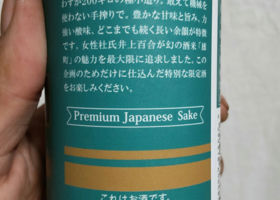 わずか200キロの極小造り。敢えて機械を
使わない手搾りで、豊かな甘味と旨み、力
強い酸味、どこまでも続く長い余韻が特徴
です。女性杜氏井上百合が幻の酒米「雄
町」の魅力を最大限に追求しました。この
企画のためだけに仕込んだ特別な限定酒
をお楽しみください。
Premium Japanese Sake
これはお酒です。